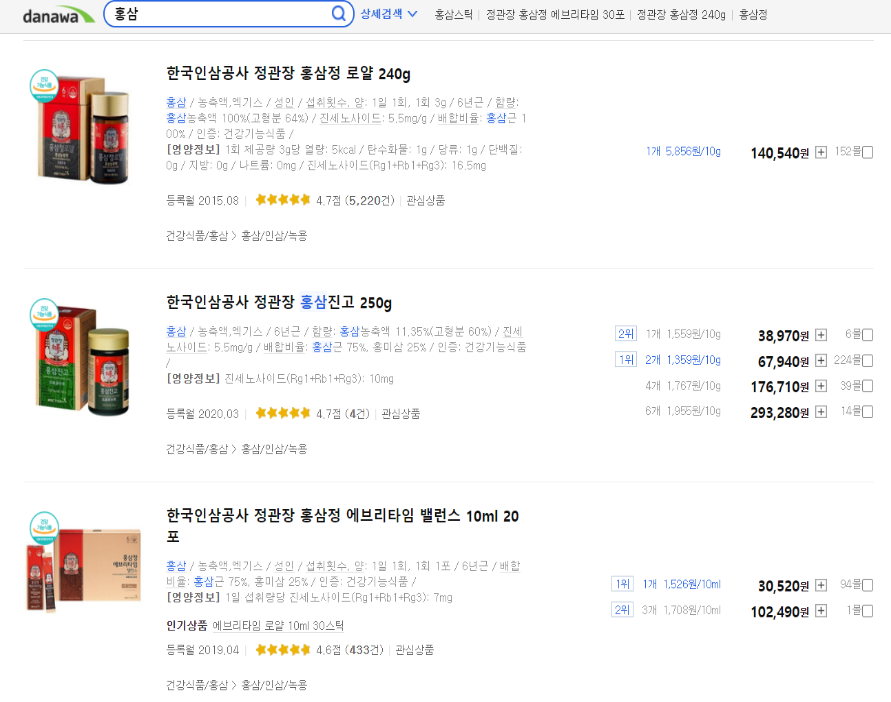 danawa
홍삼
상세검색
홍삼스틱 | 정관장 홍삼정 에브리타임 30포 | 정관장 홍삼정 240g | 홍삼정
한국인삼공사 정관장 홍삼정 로얄 240g
홍삼 / 농축액,엑기스 / 성인 / 섭취횟수, 양: 1일 1회, 1회 3g / 6년근 / 함량:
홍삼농축액 100%(고형분 64%) / 진세노사이드: 5,5mg/g / 배합비율: 홍삼근 1
00% / 인증: 건강기능식품 /
[영양정보] 1회 제공량 3g당 열량: 5kcal / 탄수화물: 1g / 당류: 1g / 단백질:
0g / 지방: 0g / 나트륨: 0mg / 진세노사이드(Rg1+Rb1+Rg3): 16,5mg
1개 5,856원/10g 140,540원 152몰
등록월 2015.08 | 4.7점 (5,220건) | 관심상품
건강식품/홍삼 > 홍삼/인삼/녹용
한국인삼공사 정관장 홍삼진고 250g
홍삼 / 농축액,엑기스 / 6년근 / 함량: 홍삼농축액 11,35%(고형분 60%) / 진세
노사이드: 5,5mg/g / 배합비율: 홍삼근 75%, 홍미삼 25% / 인증: 건강기능식품
/
[영양정보] 진세노사이드(Rg1+Rb1+Rg3): 10mg
2위 1개 1,559원/10g 38,970원 6몰
1위 2개 1,359원/10g 67,940원 224몰
4개 1,767원/10g 176,710원 39몰
6개 1,955원/10g 293,280원 14몰
등록월 2020.03 | 4.7점 (4건) | 관심상품
건강식품/홍삼 > 홍삼/인삼/녹용
한국인삼공사 정관장 홍삼정 에브리타임 밸런스 10ml 20
포
홍삼 / 농축액,엑기스 / 성인 / 섭취횟수, 양: 1일 1회, 1회 1포 / 6년근 / 배합
비율: 홍삼근 75%, 홍미삼 25% / 인증: 건강기능식품 /
[영양정보] 1일 섭취량당 진세노사이드(Rg1+Rb1+Rg3): 7mg
1위 1개 1,526원/10ml 30,520원 94몰
2위 3개 1,708원/10ml 102,490원 1몰
인기상품 에브리타임 로얄 10ml 30스틱
등록월 2019.04 | 4.6점 (433건) | 관심상품
건강식품/홍삼 > 홍삼/인삼/녹용